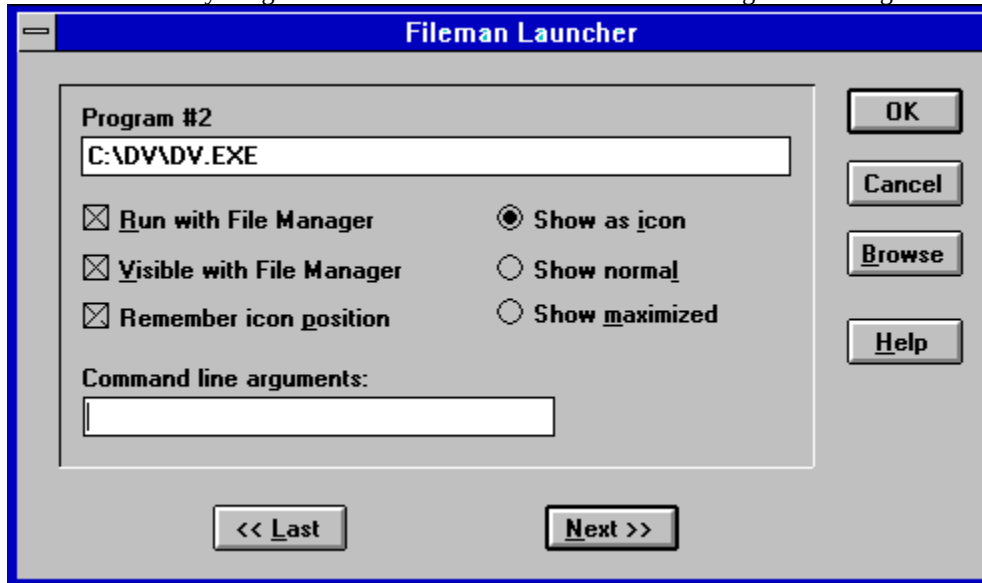 Fileman Launcher
Program #2
C:\DV\DV.EXE
Run with File Manager
Visible with File Manager
Remember icon position
Show as icon
Show normal
Show maximized
Command line arguments:
OK
Cancel
Browse
Help
<< Last
Next >>